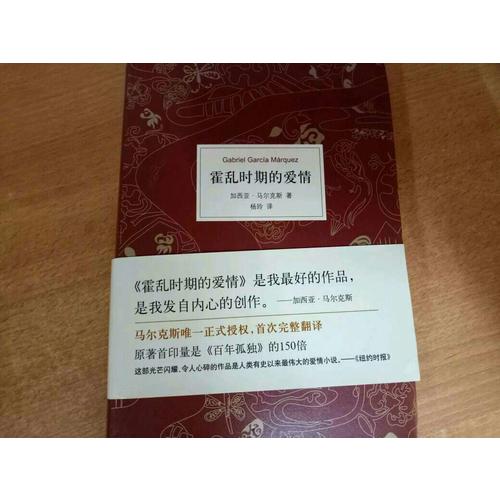 Gabriel García Márquez
霍乱时期的爱情
加西亚·马尔克斯 著
杨玲 译
《霍乱时期的爱情》是我最好的作品，
是我发自内心的创作。——加西亚·马尔克斯
马尔克斯唯一正式授权，首次完整翻译
原著首印量是《百年孤独》的150倍
这部光芒闪耀、令人心碎的作品是人类有史以来最伟大的爱情小说。——《纽约时报》